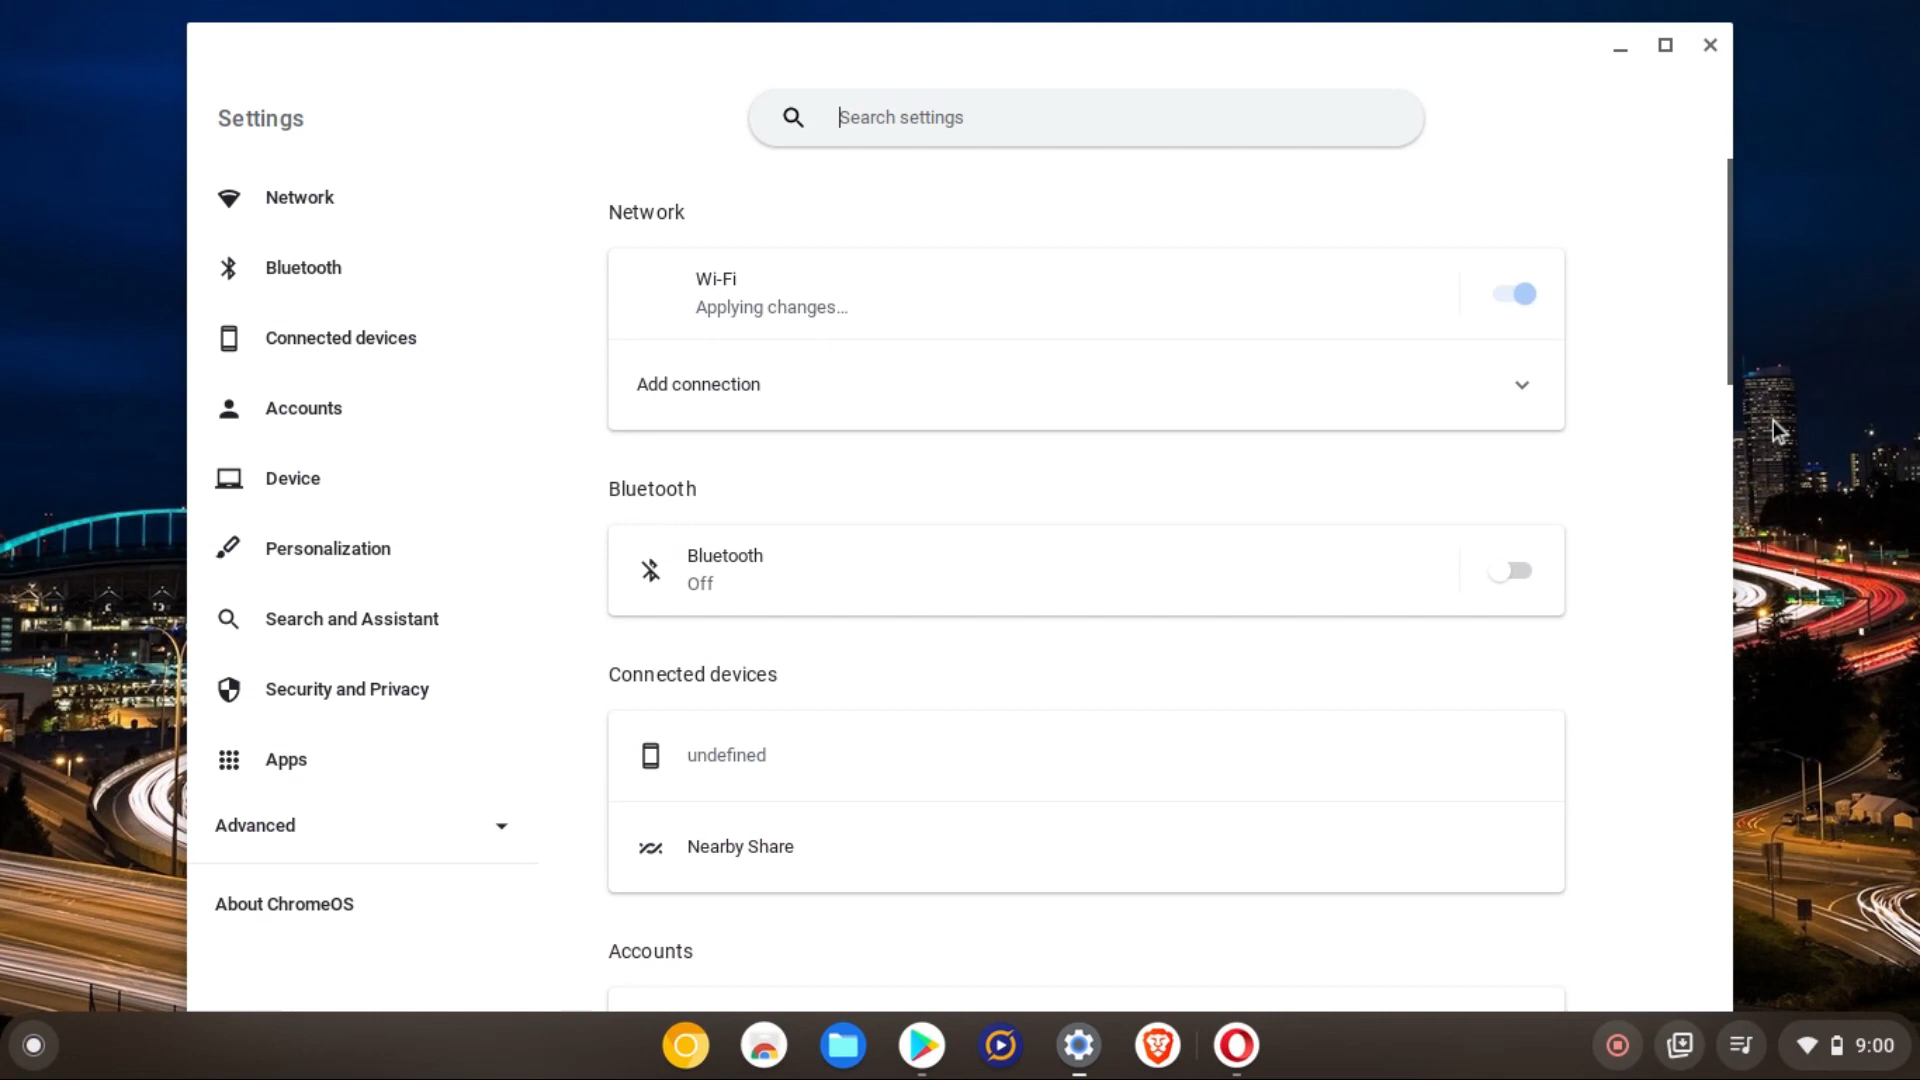 Settings
Search settings
Network
Bluetooth
Connected devices
Accounts
Device
Personalization
Search and Assistant
Security and Privacy
Apps
Advanced
About ChromeOS
Network
Wi-Fi
Applying changes...
Add connection
Bluetooth
Bluetooth
Off
Connected devices
undefined
Nearby Share
Accounts
9:00